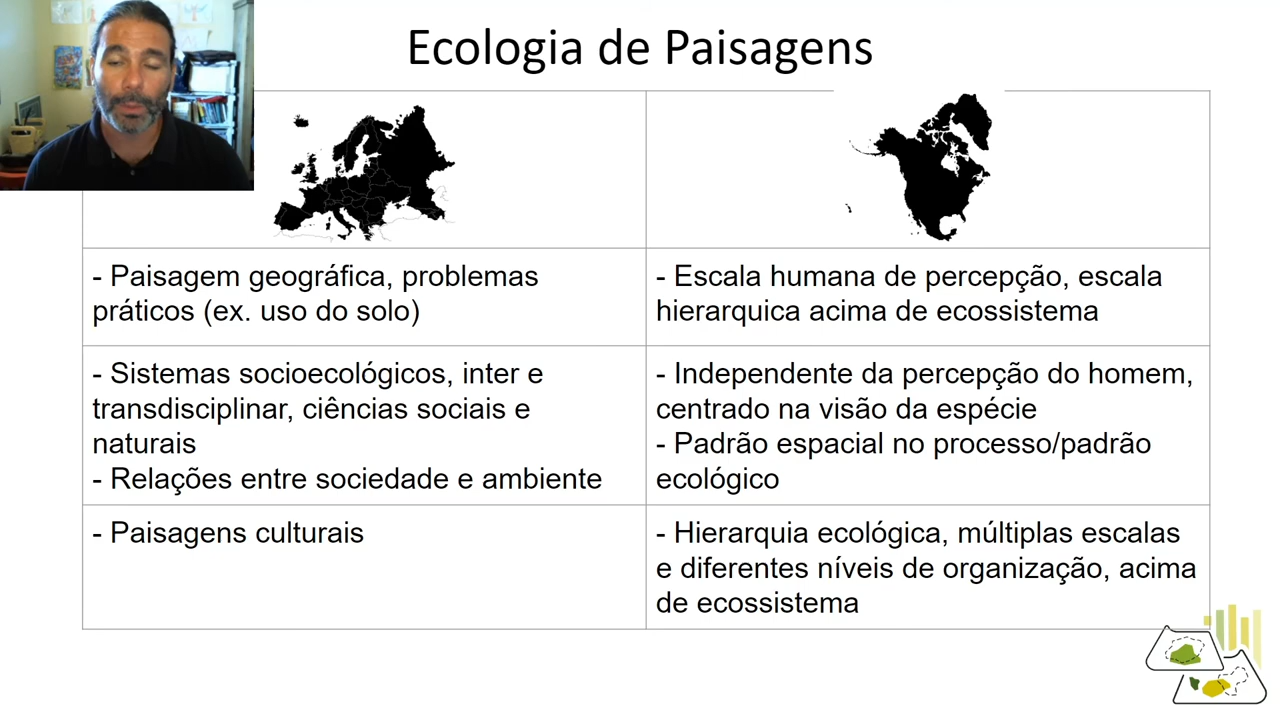 Ecologia de Paisagens
- Paisagem geográfica, problemas
práticos (ex. uso do solo)
- Escala humana de percepção, escala
hierarquica acima de ecossistema
- Sistemas socioecológicos, inter e
transdisciplinar, ciências sociais e
naturais
- Relações entre sociedade e ambiente
- Independente da percepção do homem,
centrado na visão da espécie
- Padrão espacial no processo/padrão
ecológico
- Paisagens culturais
- Hierarquia ecológica, múltiplas escalas
e diferentes níveis de organização, acima
de ecossistema